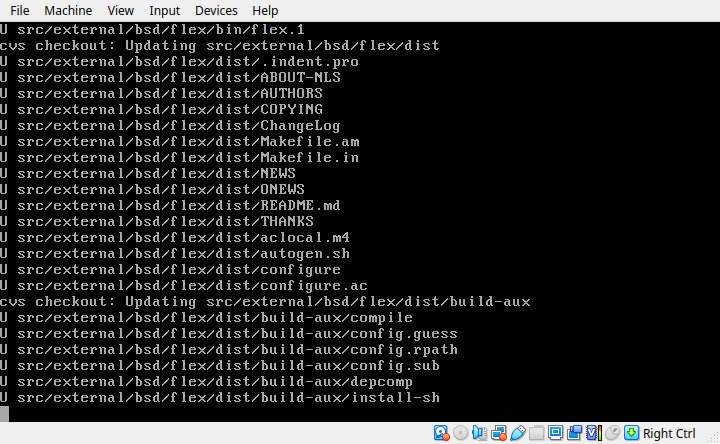 File Machine View Input Devices Help
U src/external/bsd/flex/bin/flex.1
cvs checkout: Updating src/external/bsd/flex/dist
U src/external/bsd/flex/dist/.indent.pro
U src/external/bsd/flex/dist/ABOUT-NLS
U src/external/bsd/flex/dist/AUTHORS
U src/external/bsd/flex/dist/COPYING
U src/external/bsd/flex/dist/ChangeLog
U src/external/bsd/flex/dist/Makefile.am
U src/external/bsd/flex/dist/Makefile.in
U src/external/bsd/flex/dist/NEWS
U src/external/bsd/flex/dist/ONEWS
U src/external/bsd/flex/dist/README.md
U src/external/bsd/flex/dist/THANKS
U src/external/bsd/flex/dist/aclocal.m4
U src/external/bsd/flex/dist/autogen.sh
U src/external/bsd/flex/dist/configure
U src/external/bsd/flex/dist/configure.ac
cvs checkout: Updating src/external/bsd/flex/dist/build-aux
U src/external/bsd/flex/dist/build-aux/compile
U src/external/bsd/flex/dist/build-aux/config.guess
U src/external/bsd/flex/dist/build-aux/config.rpath
U src/external/bsd/flex/dist/build-aux/config.sub
U src/external/bsd/flex/dist/build-aux/depcomp
U src/external/bsd/flex/dist/build-aux/install-sh
Right Ctrl